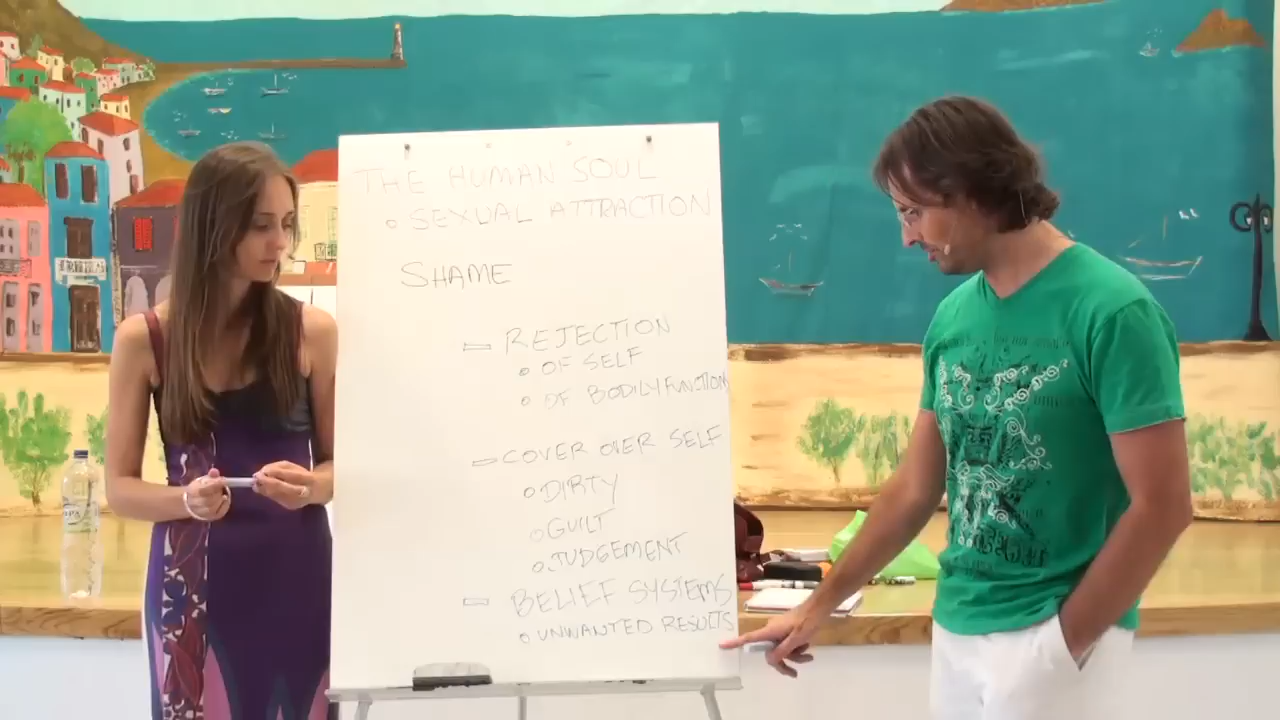 THE HUMAN SOUL
o SEXUAL ATTRACTION
SHAME
- REJECTION
o OF SELF
o OF BODILY FUNCTIONS
- COVER OVER SELF
o DIRTY
o GUILT
o JUDGEMENT
- BELIEF SYSTEMS
o UNWANTED RESULTS